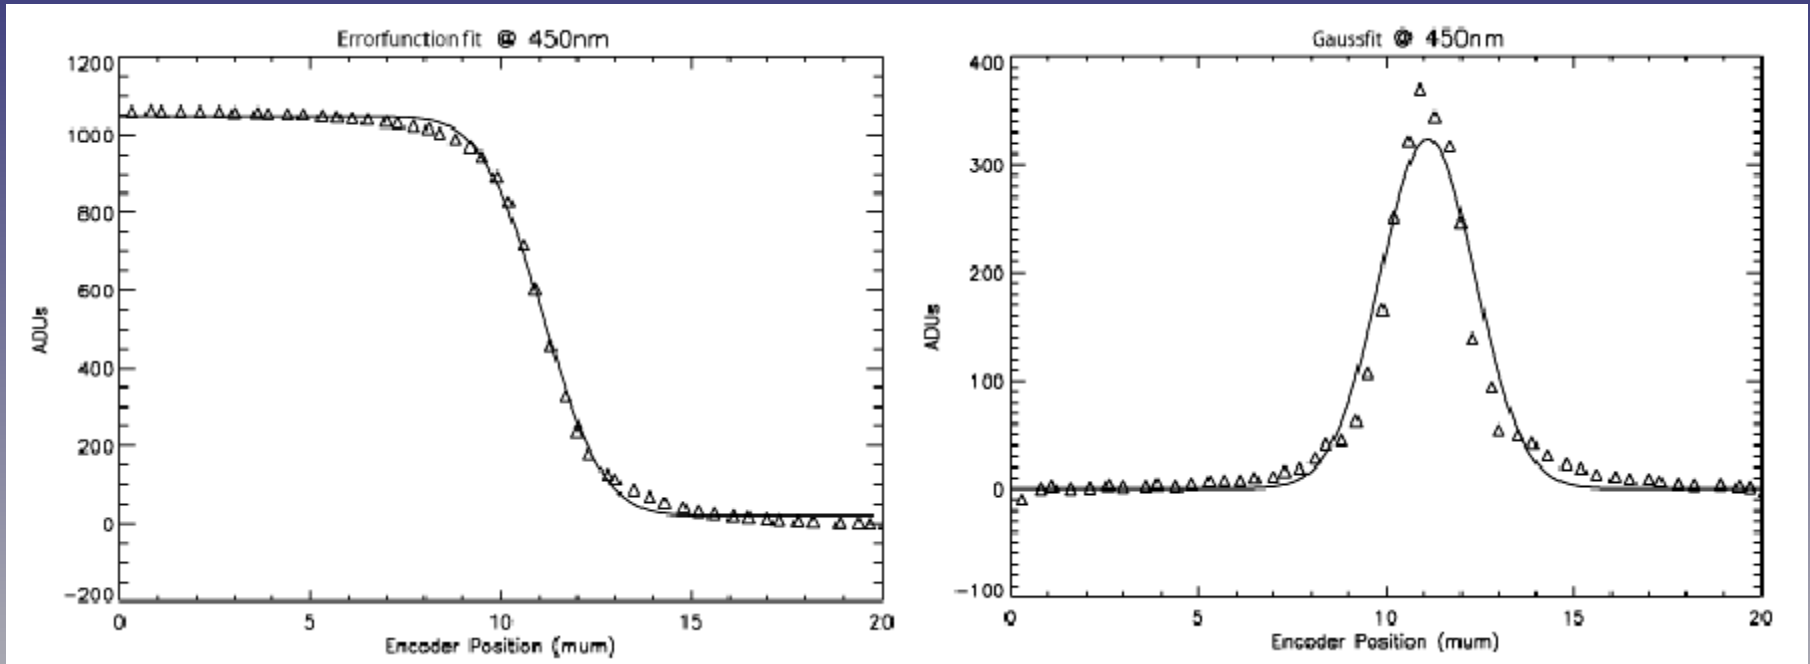 Errorfunction fit @ 450nm
1200
1000
800
600
400
200
0
-200
ADUs
0 5 10 15 20
Encoder Position (mum)
Gaussfit @ 450nm
400
300
200
100
0
-100
ADUs
0 5 10 15 20
Encoder Position (mum)